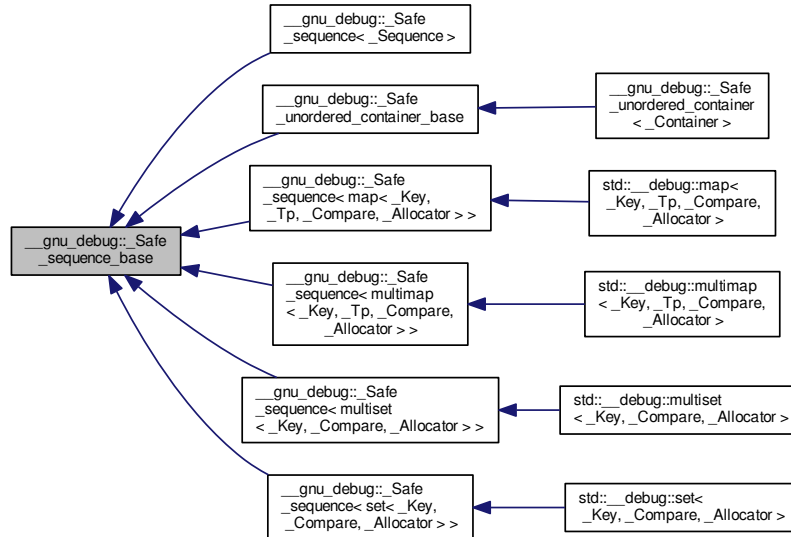 __gnu_debug::_Safe
_sequence< _Sequence >
__gnu_debug::_Safe
_unordered_container_base
__gnu_debug::_Safe
_unordered_container
< _Container >
__gnu_debug::_Safe
_sequence< map< _Key,
_Tp, _Compare, _Allocator > >
std::__debug::map<
_Key, _Tp, _Compare,
_Allocator >
__gnu_debug::_Safe
_sequence_base
__gnu_debug::_Safe
_sequence< multimap
< _Key, _Tp, _Compare,
_Allocator > >
std::__debug::multimap
< _Key, _Tp, _Compare,
_Allocator >
__gnu_debug::_Safe
_sequence< multiset
< _Key, _Compare, _Allocator > >
std::__debug::multiset
< _Key, _Compare, _Allocator >
__gnu_debug::_Safe
_sequence< set< _Key,
_Compare, _Allocator > >
std::__debug::set<
_Key, _Compare, _Allocator >